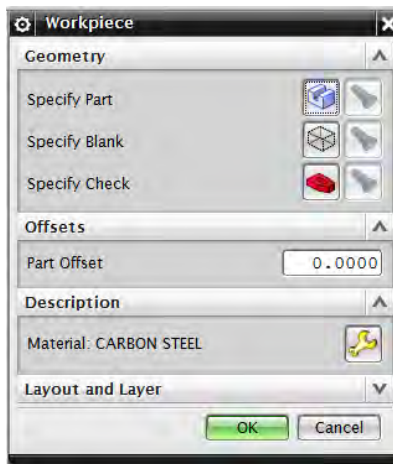 Workpiece
Geometry
Specify Part
Specify Blank
Specify Check
Offsets
Part Offset 0.0000
Description
Material: CARBON STEEL
Layout and Layer
OK Cancel